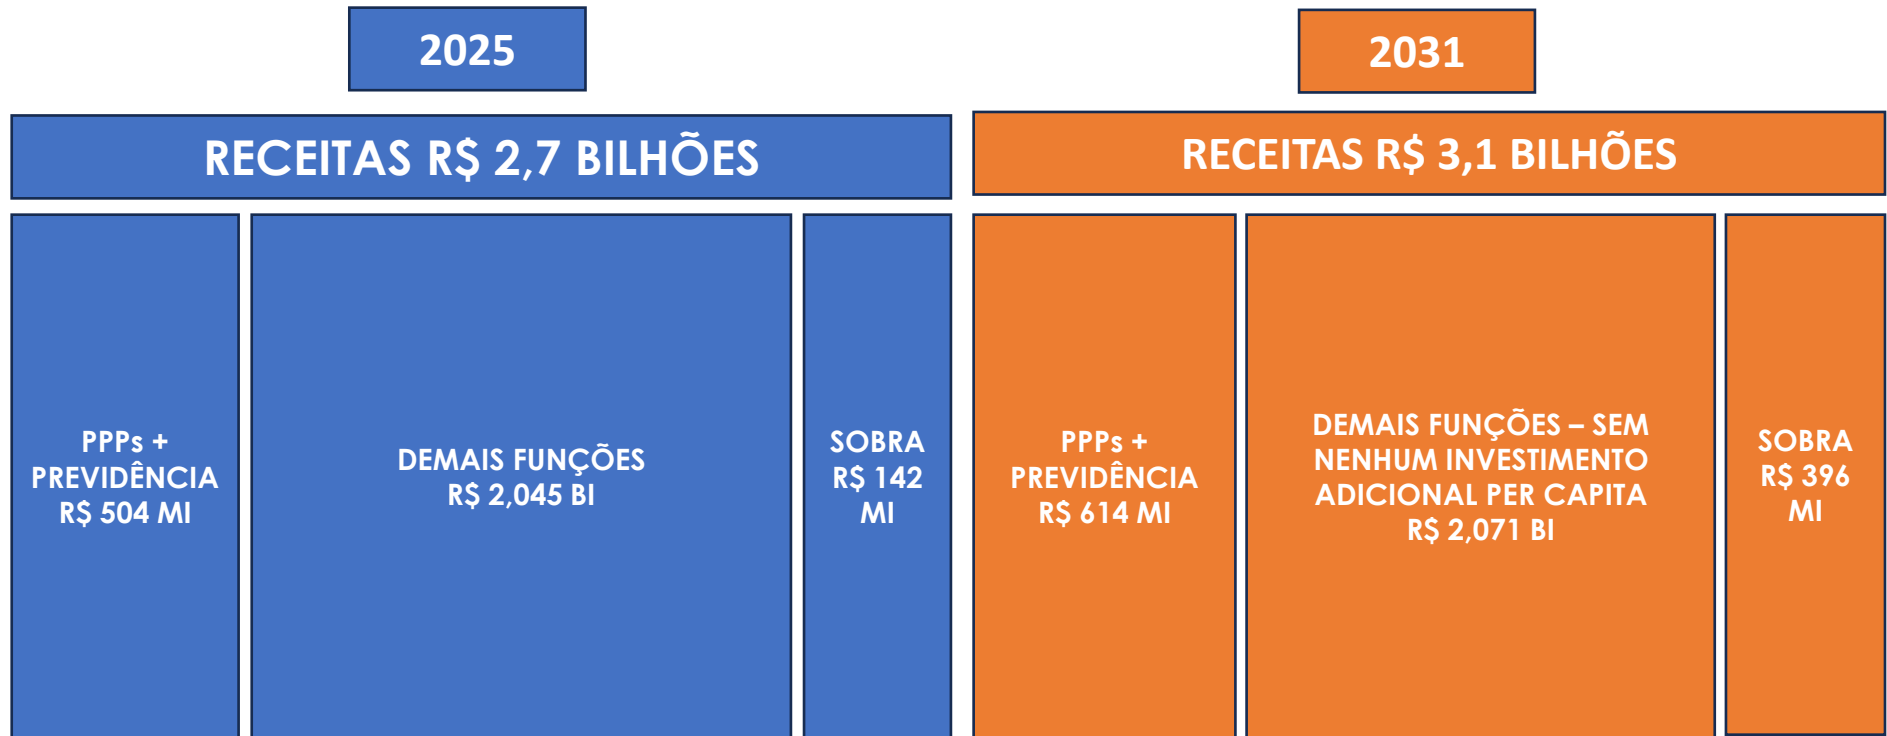 2025
RECEITAS R$ 2,7 BILHÕES
PPPs +
PREVIDÊNCIA
R$ 504 MI
DEMAIS FUNÇÕES
R$ 2,045 BI
SOBRA
R$ 142
MI
2031
RECEITAS R$ 3,1 BILHÕES
PPPs +
PREVIDÊNCIA
R$ 614 MI
DEMAIS FUNÇÕES – SEM
NENHUM INVESTIMENTO
ADICIONAL PER CAPITA
R$ 2,071 BI
SOBRA
R$ 396
MI